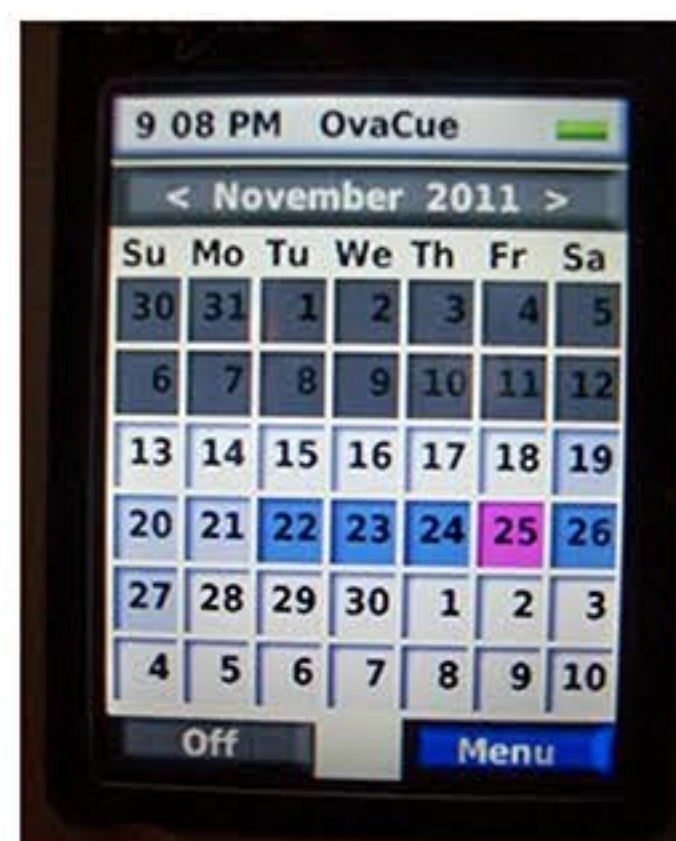 9 08 PM OvaCue
< November 2011 >
Su Mo Tu We Th Fr Sa
30 31 1 2 3 4 5
6 7 8 9 10 11 12
13 14 15 16 17 18 19
20 21 22 23 24 25 26
27 28 29 30 1 2 3
4 5 6 7 8 9 10
Off Menu